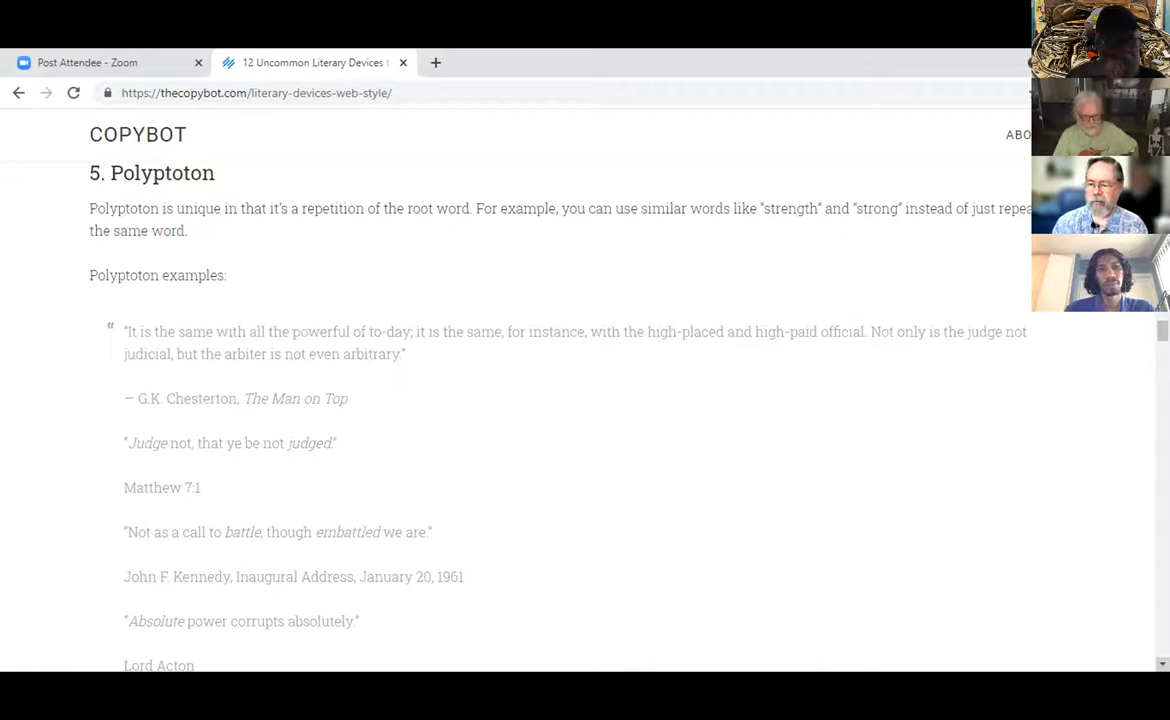 Post Attendee - Zoom
12 Uncommon Literary Devices t
https://thecopybot.com/literary-devices-web-style/
COPYBOT
ABO
5. Polyptoton
Polyptoton is unique in that it's a repetition of the root word. For example, you can use similar words like “strength” and “strong” instead of just repea
the same word.
Polyptoton examples:
“It is the same with all the powerful of to-day; it is the same, for instance, with the high-placed and high-paid official. Not only is the judge not
judicial, but the arbiter is not even arbitrary.”
— G.K. Chesterton, The Man on Top
“Judge not, that ye be not judged.”
Matthew 7:1
“Not as a call to battle, though embattled we are.”
John F. Kennedy, Inaugural Address, January 20, 1961
“Absolute power corrupts absolutely.”
Lord Acton